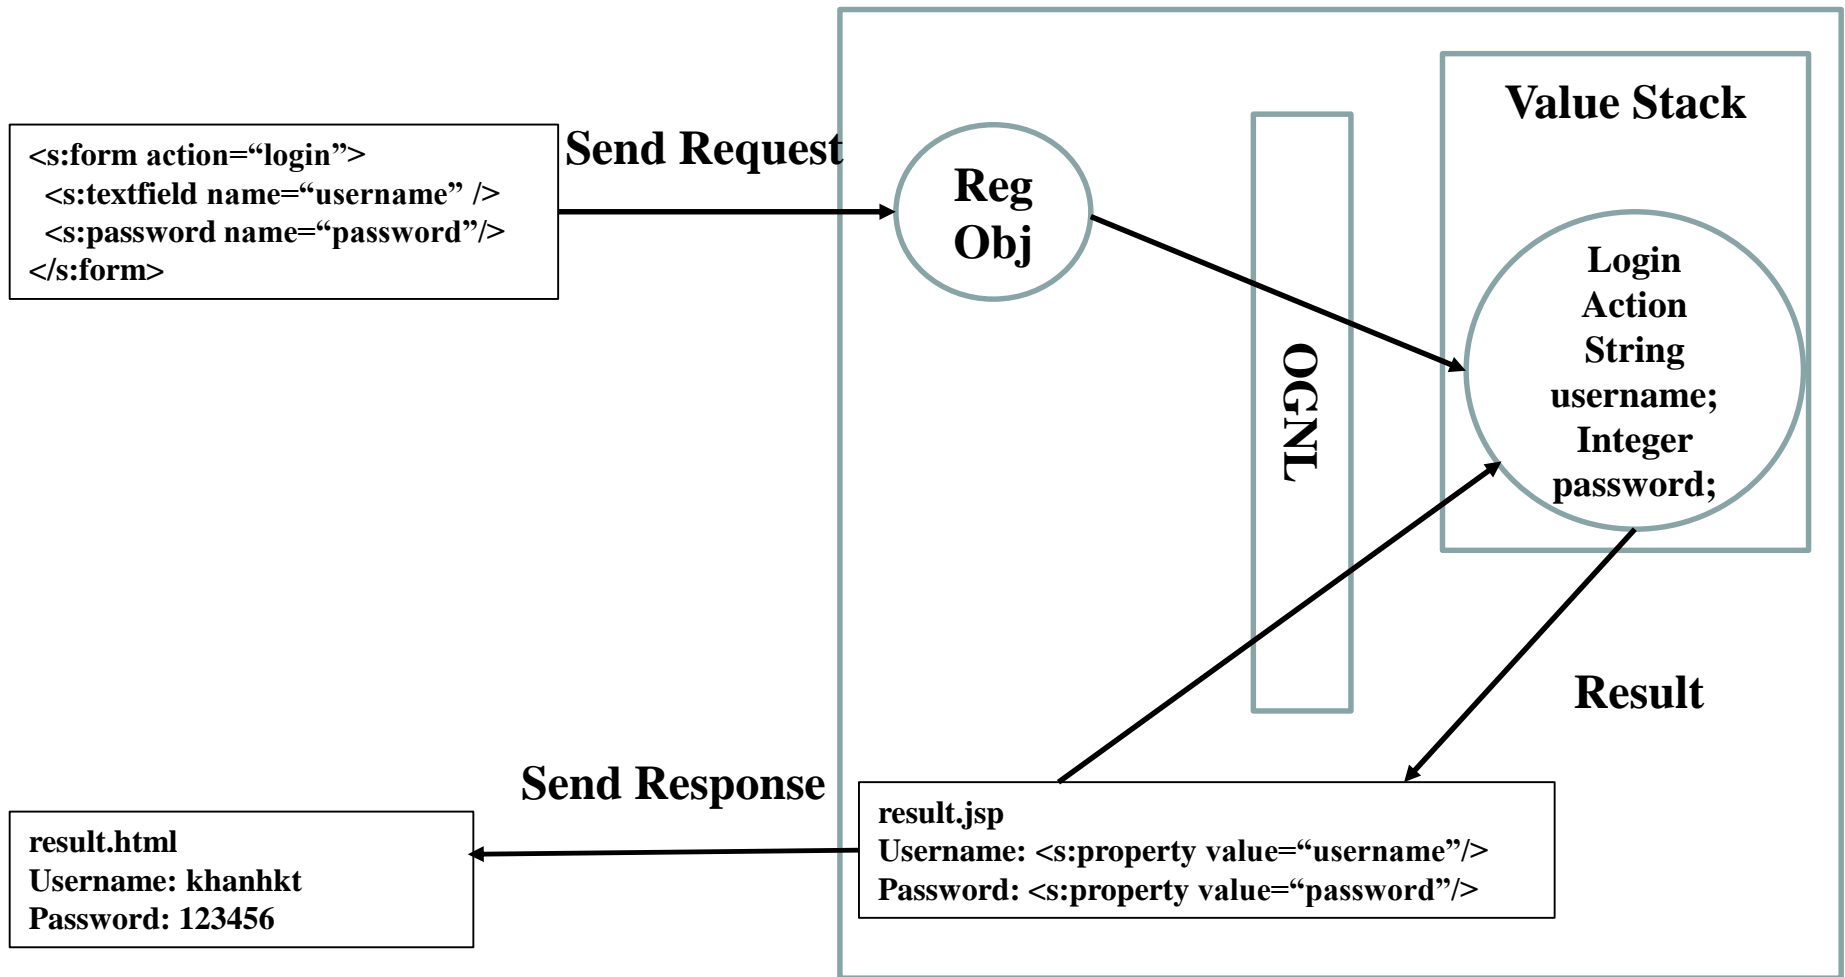 <s:form action=“login”>
<s:textfield name=“username” />
<s:password name=“password”/>
</s:form>
Send Request
Reg
Obj
OGNL
Value Stack
Login
Action
String
username;
Integer
password;
Result
result.jsp
Username: <s:property value=“username”/>
Password: <s:property value=“password”/>
Send Response
result.html
Username: khanhkt
Password: 123456